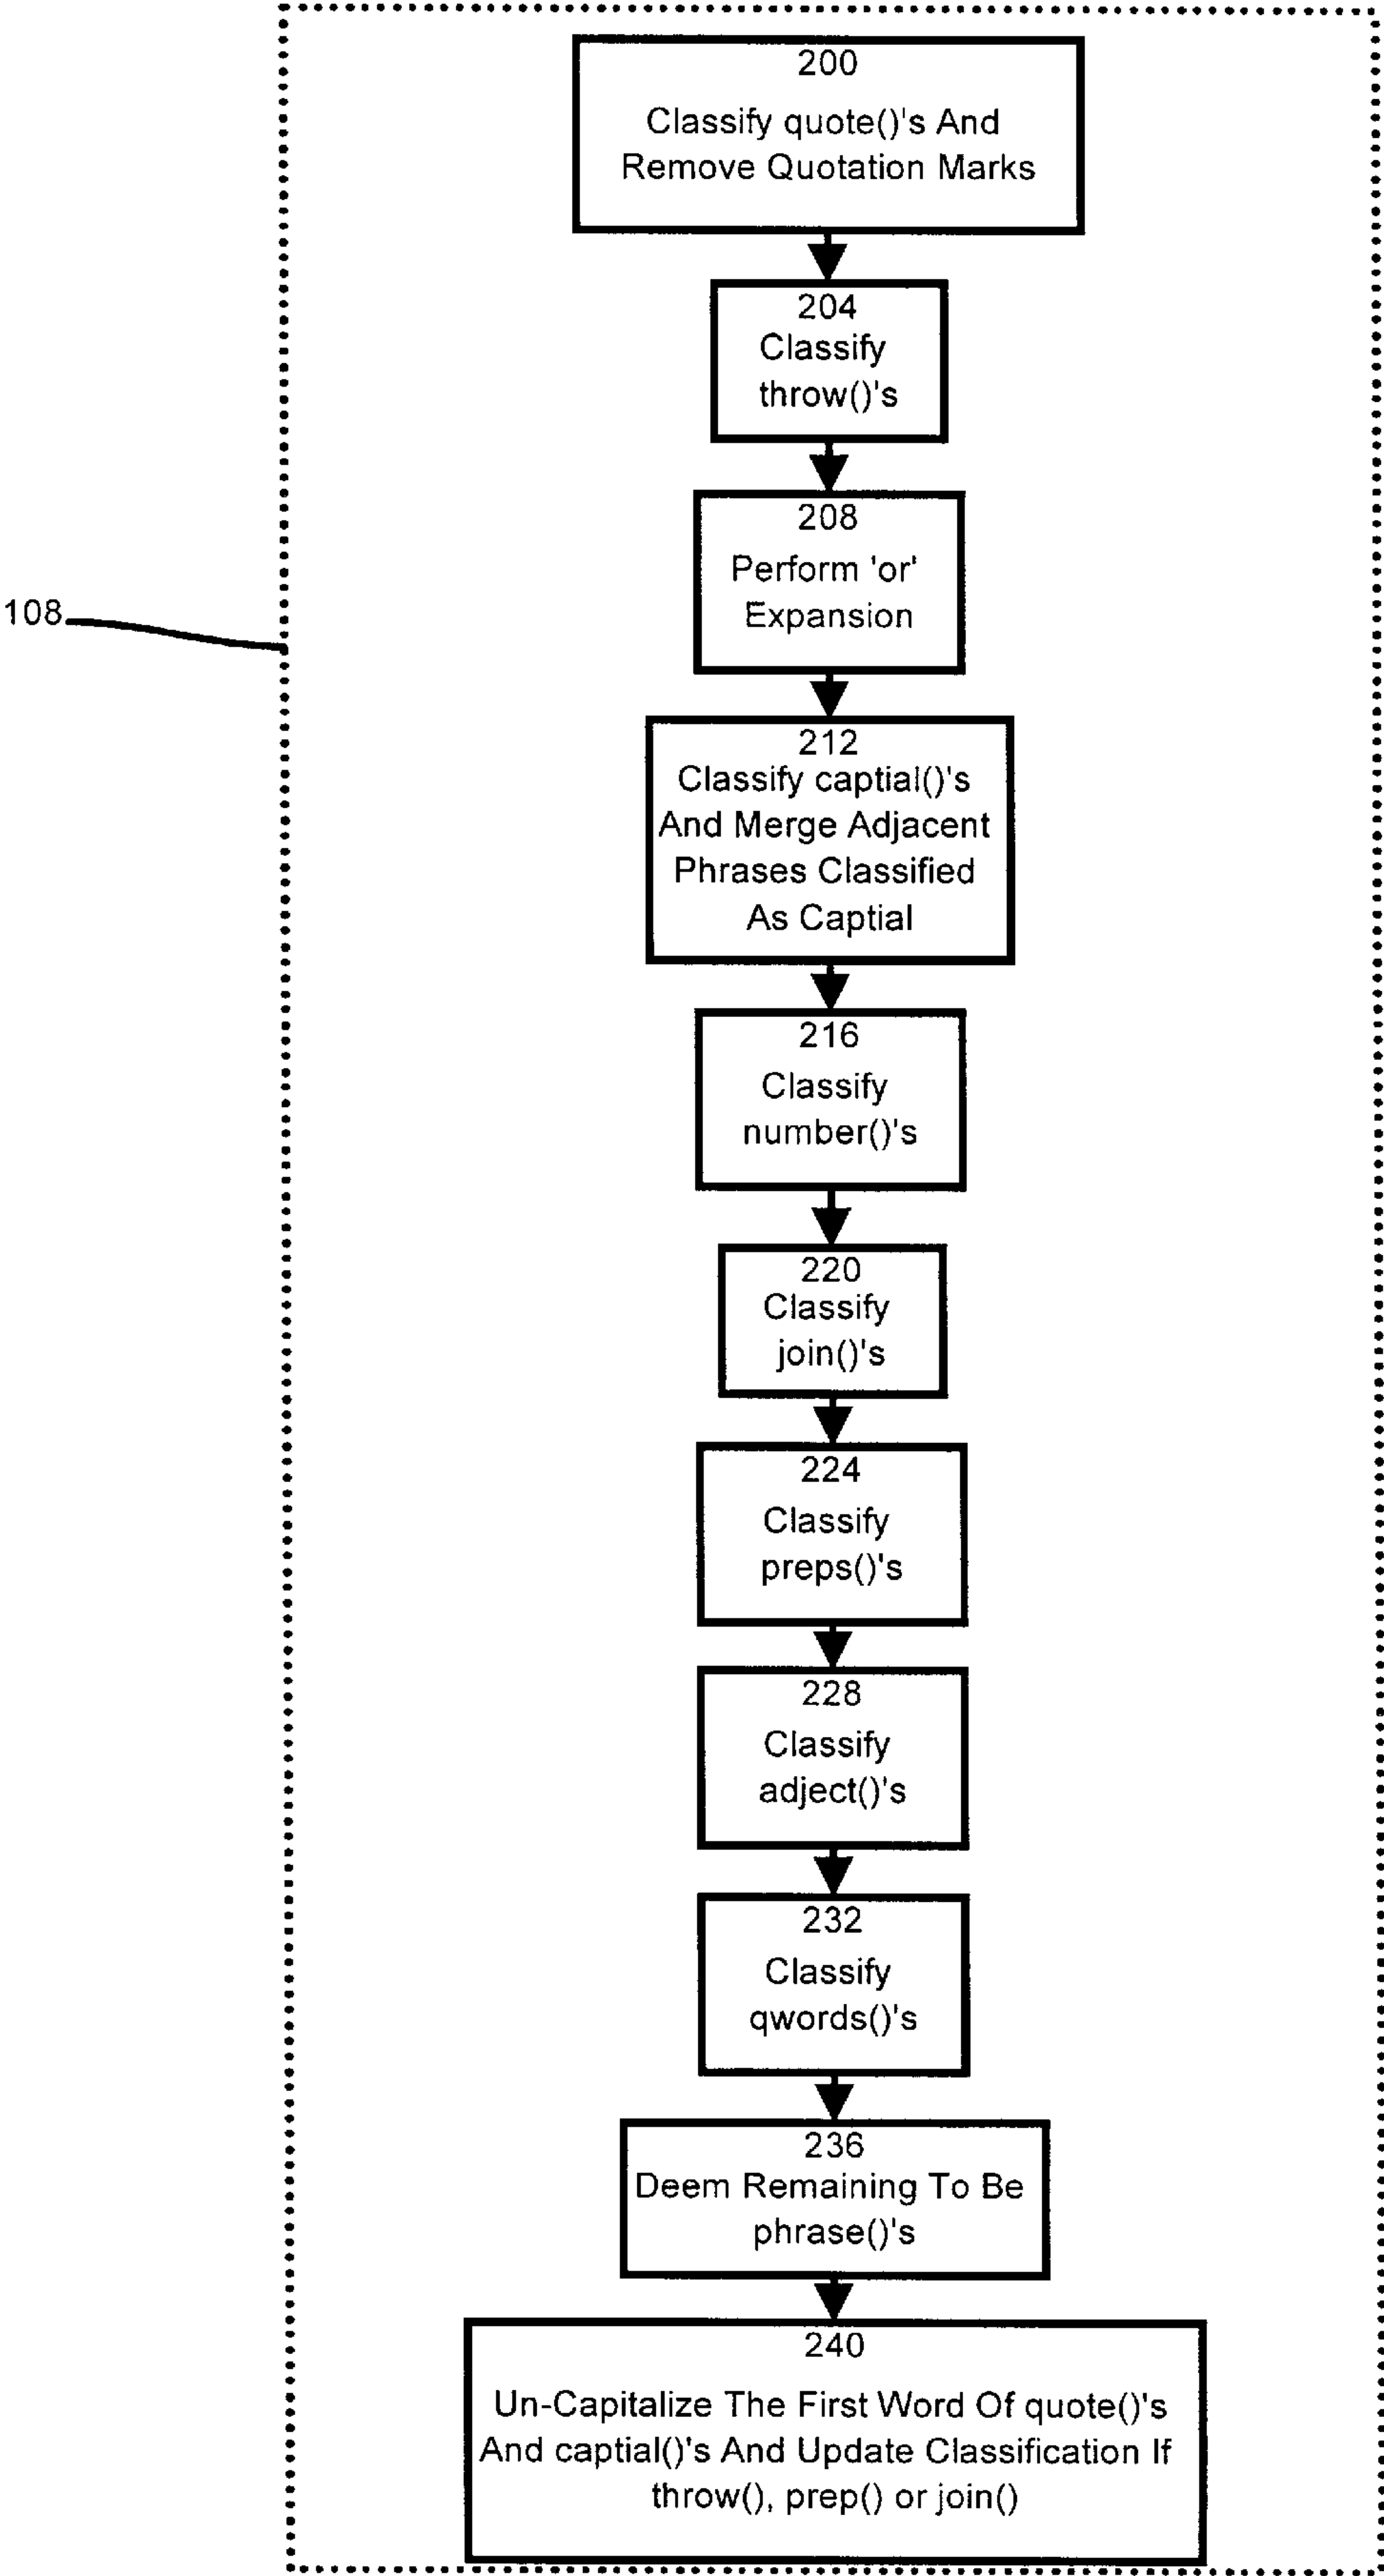 200
Classify quote()'s And
Remove Quotation Marks
204
Classify
throw()'s
208
Perform 'or'
Expansion
108
212
Classify captial()'s
And Merge Adjacent
Phrases Classified
As Captial
216
Classify
number()'s
220
Classify
join()'s
224
Classify
preps()'s
228
Classify
adject()'s
232
Classify
qwords()'s
236
Deem Remaining To Be
phrase()'s
240
Un-Capitalize The First Word Of quote()'s
And captial()'s And Update Classification If
throw(), prep() or join()